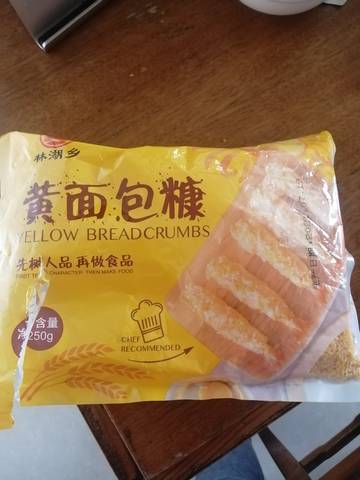 林湖乡
黄面包糠
YELLOW BREADCRUMBS
先树人品 再做食品
CHARACTER THEN MAKE FOOD
含量
250g
CHEF
RECOMMENDED